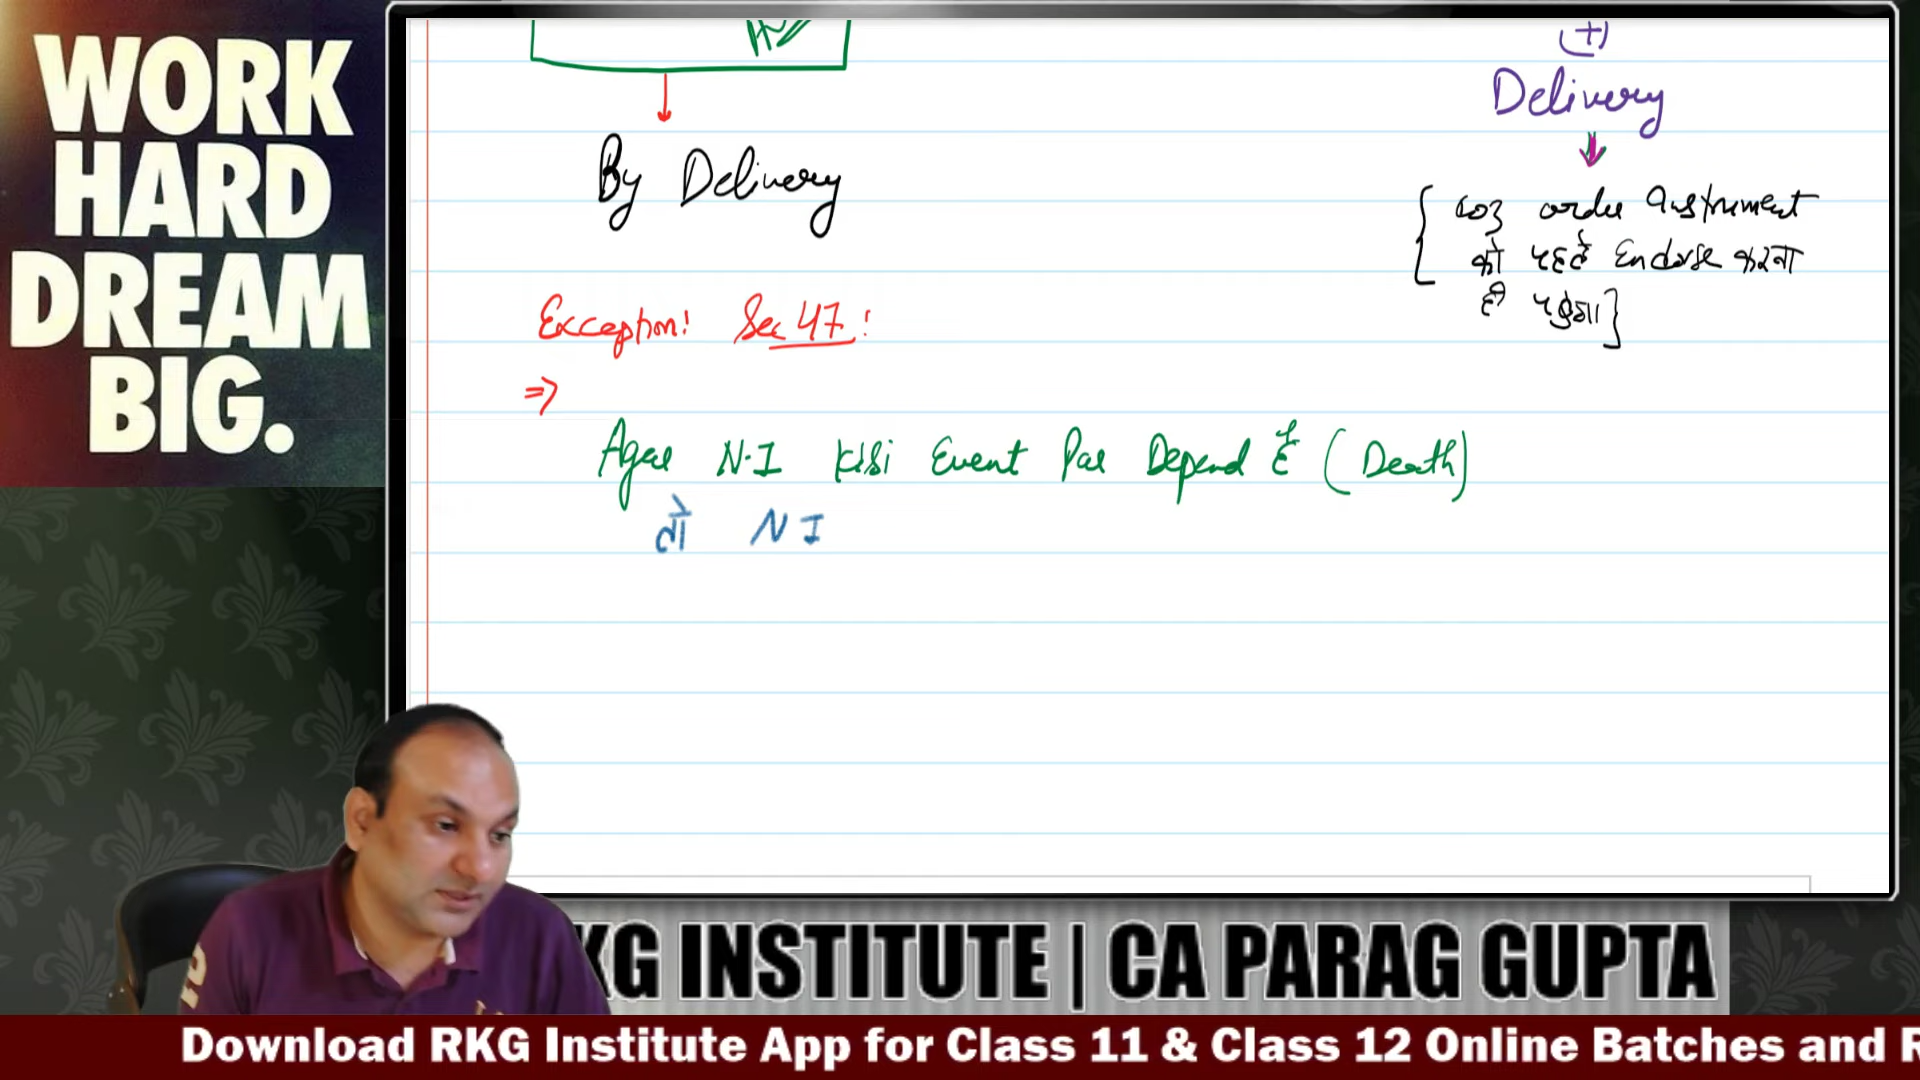 WORK
HARD
DREAM
BIG.
By Delivery
(+)
Delivery
coz order Instrument
को पहले Endorse करना
ही पड़ेगा
Exception! Sec 47!
=>
Agar N.I Kisi Event Par Depend है (Death)
तो N I
KG INSTITUTE | CA PARAG GUPTA
Download RKG Institute App for Class 11 & Class 12 Online Batches and R